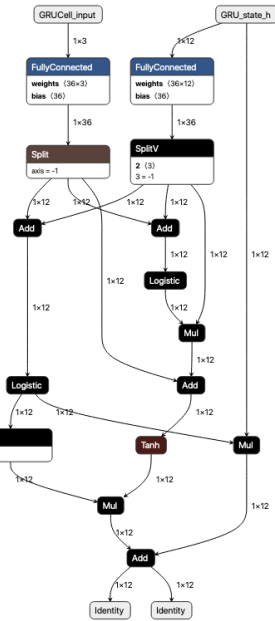 GRUCell_input
GRU_state_h
1×3
1×12
FullyConnected
weights ⟨36×3⟩
bias ⟨36⟩
FullyConnected
weights ⟨36×12⟩
bias ⟨36⟩
1×36
1×36
Split
axis = -1
SplitV
2 ⟨3⟩
3 = -1
1×12
1×12
1×12
1×12
1×12
1×12
Add
Add
1×12
1×12
1×12
Logistic
1×12
Mul
1×12
1×12
Logistic
Add
1×12
1×12
1×12
Tanh
Mul
1×12
1×12
Mul
1×12
1×12
Add
1×12
1×12
Identity
Identity